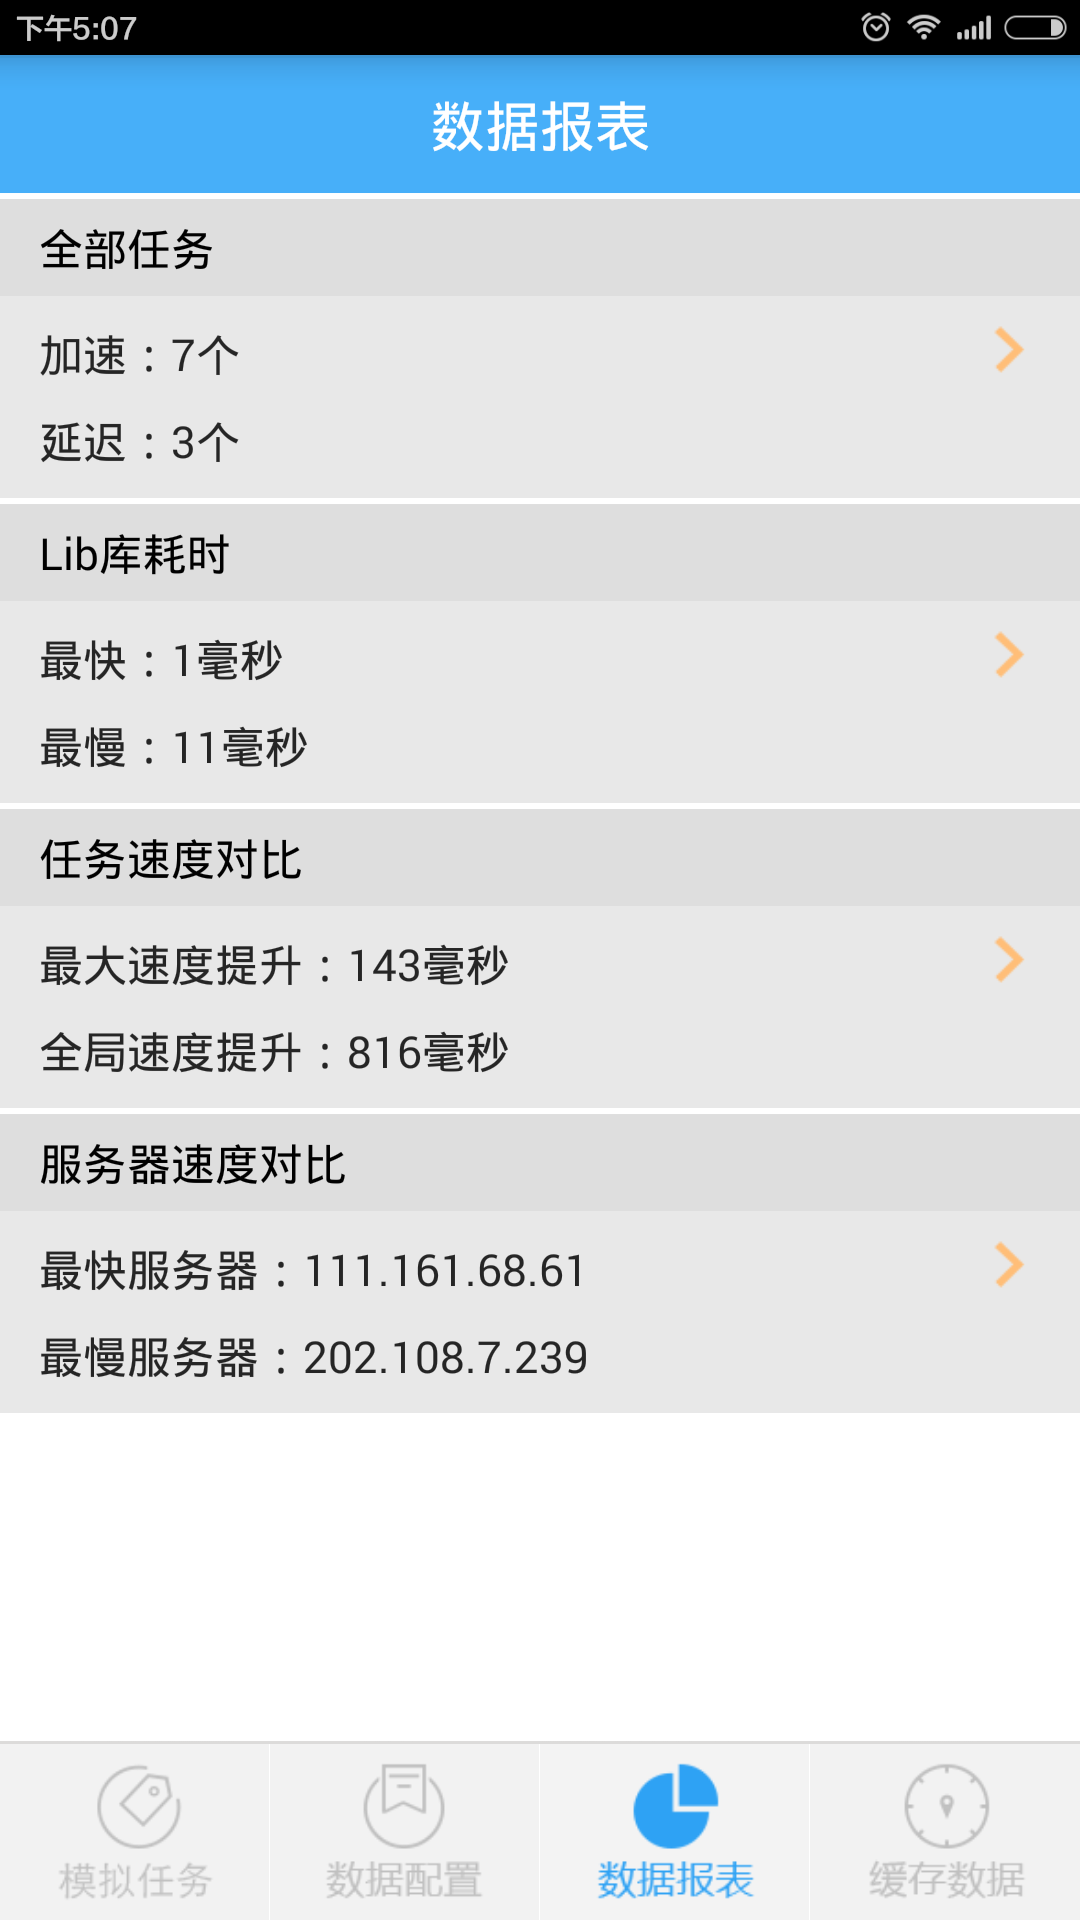 下午5:07
数据报表
全部任务
加速：7个
延迟：3个
Lib库耗时
最快：1毫秒
最慢：11毫秒
任务速度对比
最大速度提升：143毫秒
全局速度提升：816毫秒
服务器速度对比
最快服务器：111.161.68.61
最慢服务器：202.108.7.239
模拟任务 数据配置 数据报表 缓存数据